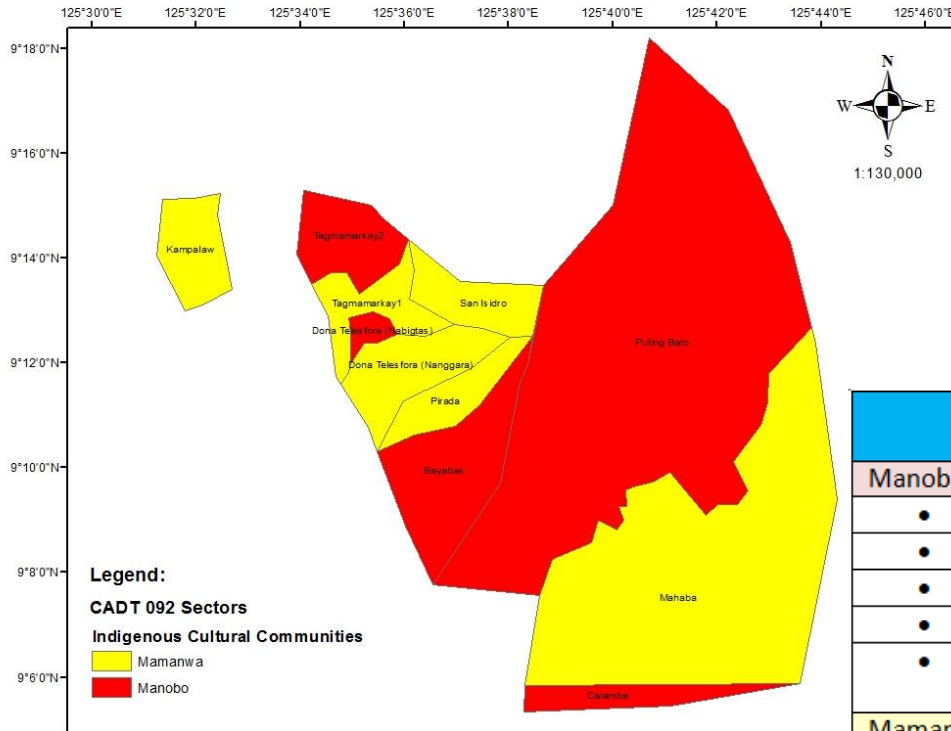 125°30'0"E 125°32'0"E 125°34'0"E 125°36'0"E 125°38'0"E 125°40'0"E 125°42'0"E 125°44'0"E 125°46'0"E
9°18'0"N
9°16'0"N
9°14'0"N
9°12'0"N
9°10'0"N
9°8'0"N
9°6'0"N
N
W E
S
1:130,000
Tagmamarkay2
Kampalaw
Tagmamarkay1
San Isidro
Dona Telesfora (Nabigtas)
Puting Bato
Dona Telesfora (Nanggara)
Pirada
Bayabas
Mahaba
Calamba
Legend:
CADT 092 Sectors
Indigenous Cultural Communities
Mamanwa
Manobo
Manob
•
•
•
•
•